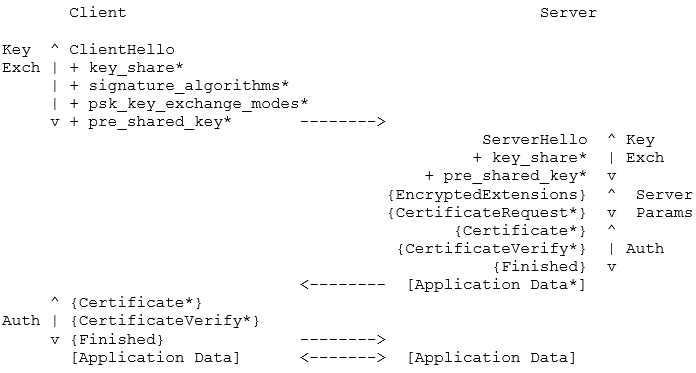 Client                                               Server

Key  ^ ClientHello
Exch | + key_share*
     | + signature_algorithms*
     | + psk_key_exchange_modes*
     v + pre_shared_key*       -------->
                                                  ServerHello  ^ Key
                                                 + key_share*  | Exch
                                            + pre_shared_key*  v
                                        {EncryptedExtensions}  ^  Server
                                        {CertificateRequest*}  v  Params
                                               {Certificate*}  ^
                                         {CertificateVerify*}  | Auth
                                                   {Finished}  v
                               <--------  [Application Data*]
     ^ {Certificate*}
Auth | {CertificateVerify*}
     v {Finished}              -------->
       [Application Data]      <------->  [Application Data]